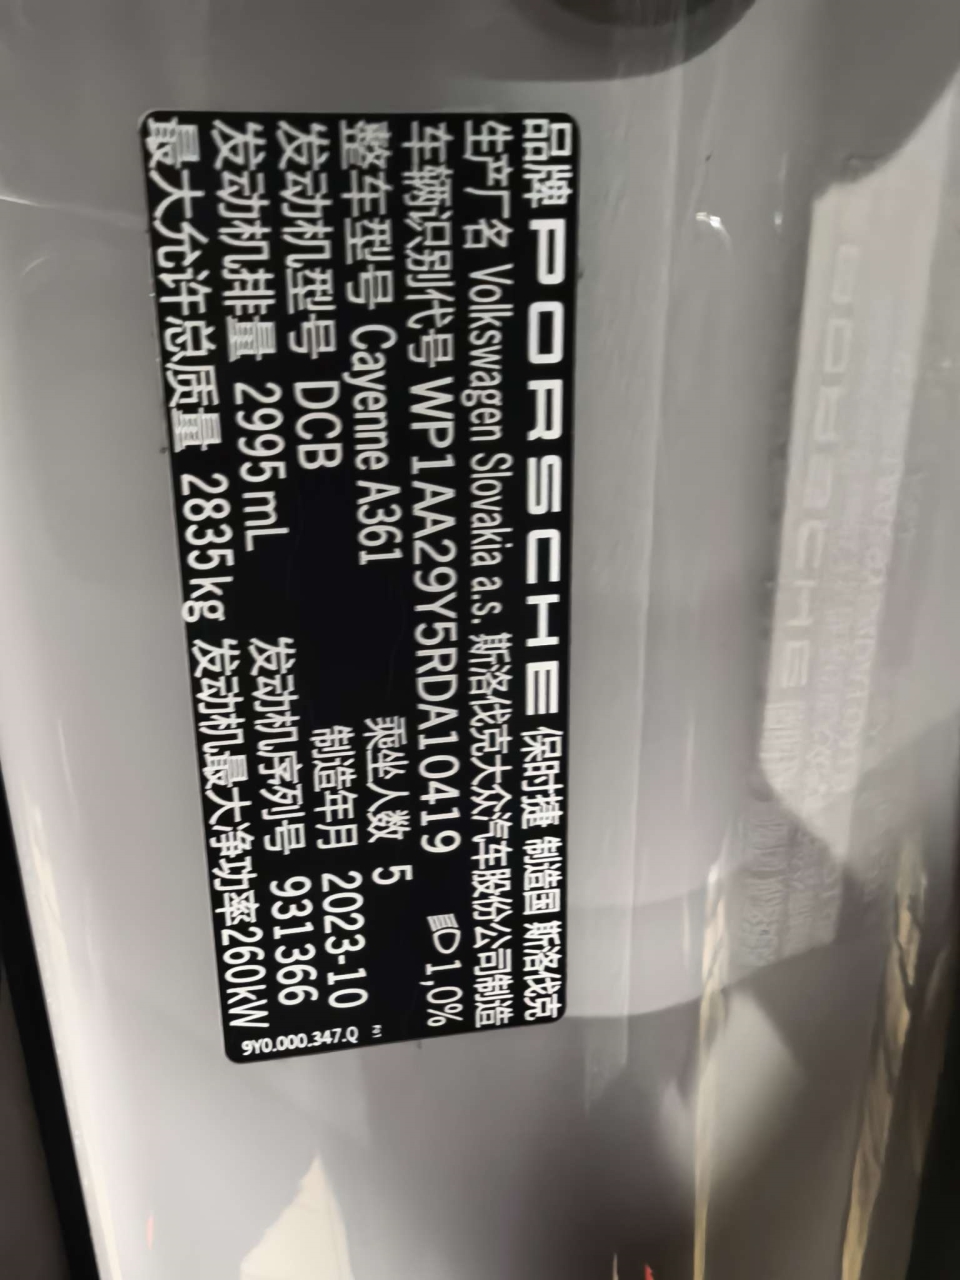 品牌 PORSCHE 保时捷 制造国 斯洛伐克
生产厂名 Volkswagen Slovakia a.s. 斯洛伐克大众汽车股份公司制造
车辆识别代号 WP1AA29Y5RDA10419 1,0%
整车型号 Cayenne A361 乘坐人数 5
发动机型号 DCB 制造年月 2023-10
发动机排量 2995mL 发动机序列号 931366
最大允许总质量 2835kg 发动机最大净功率260kW
9Y0.000.347.Q
PORSCHE